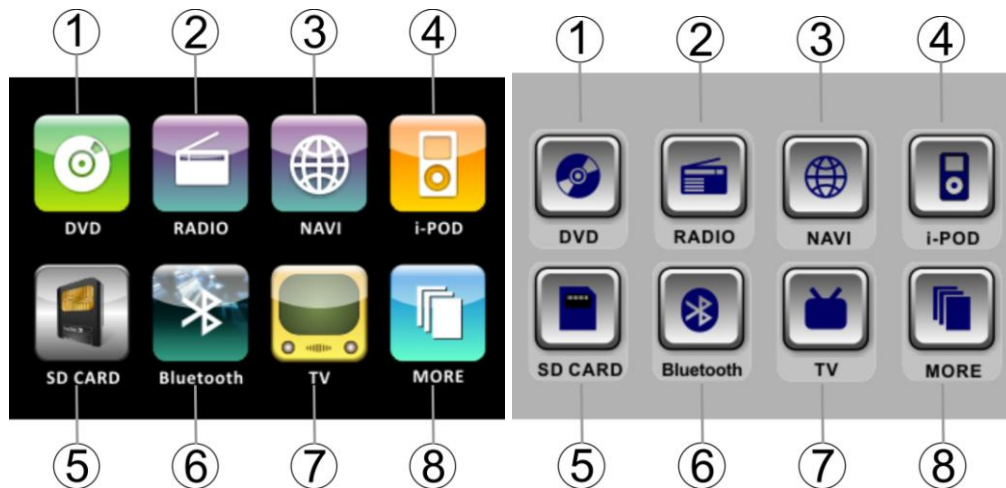 ① ② ③ ④
DVD RADIO NAVI i-POD
SD CARD Bluetooth TV MORE
⑤ ⑥ ⑦ ⑧
① ② ③ ④
DVD RADIO NAVI i-POD
SD CARD Bluetooth TV MORE
⑤ ⑥ ⑦ ⑧